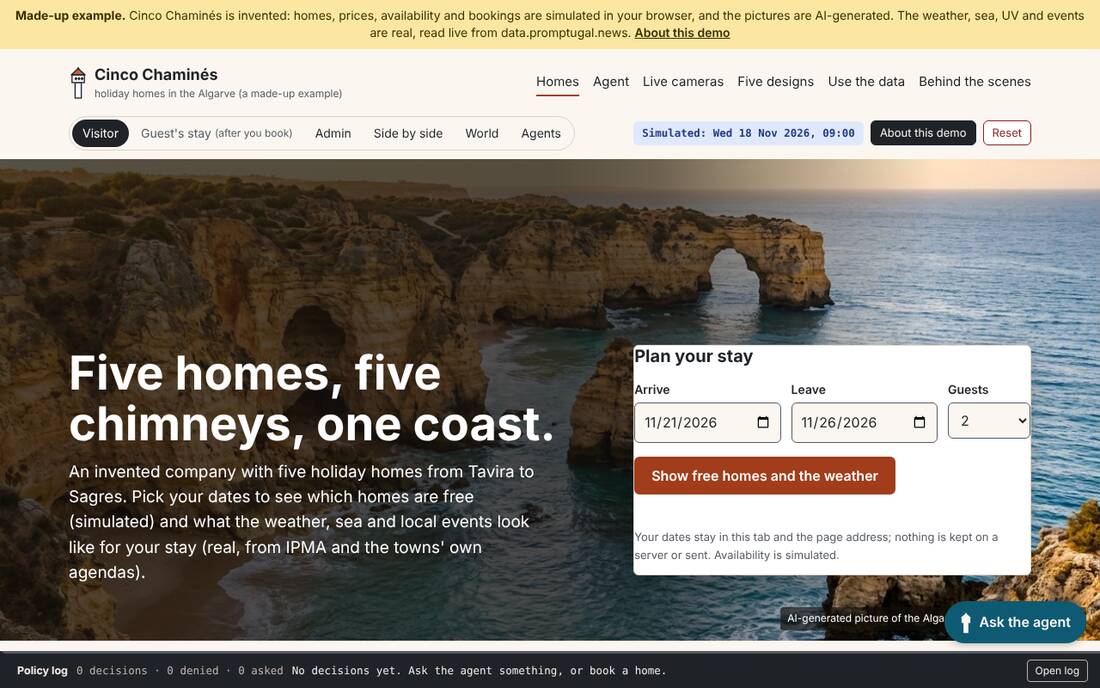 Made-up example. Cinco Chaminés is invented: homes, prices, availability and bookings are simulated in your browser, and the pictures are AI-generated. The weather, sea, UV and events
are real, read live from data.promptugal.news. About this demo
Cinco Chaminés
holiday homes in the Algarve (a made-up example)
Homes Agent Live cameras Five designs Use the data Behind the scenes
Visitor Guest's stay (after you book) Admin Side by side World Agents
Simulated: Wed 18 Nov 2026, 09:00 About this demo Reset
Five homes, five
chimneys, one coast.
An invented company with five holiday homes from Tavira to
Sagres. Pick your dates to see which homes are free
(simulated) and what the weather, sea and local events look
like for your stay (real, from IPMA and the towns' own
agendas).
Plan your stay
Arrive Leave Guests
11/21/2026 11/26/2026 2
Show free homes and the weather
Your dates stay in this tab and the page address; nothing is kept on a
server or sent. Availability is simulated.
AI-generated picture of the
Ask the agent
Policy log 0 decisions · 0 denied · 0 asked No decisions yet. Ask the agent something, or book a home. Open log